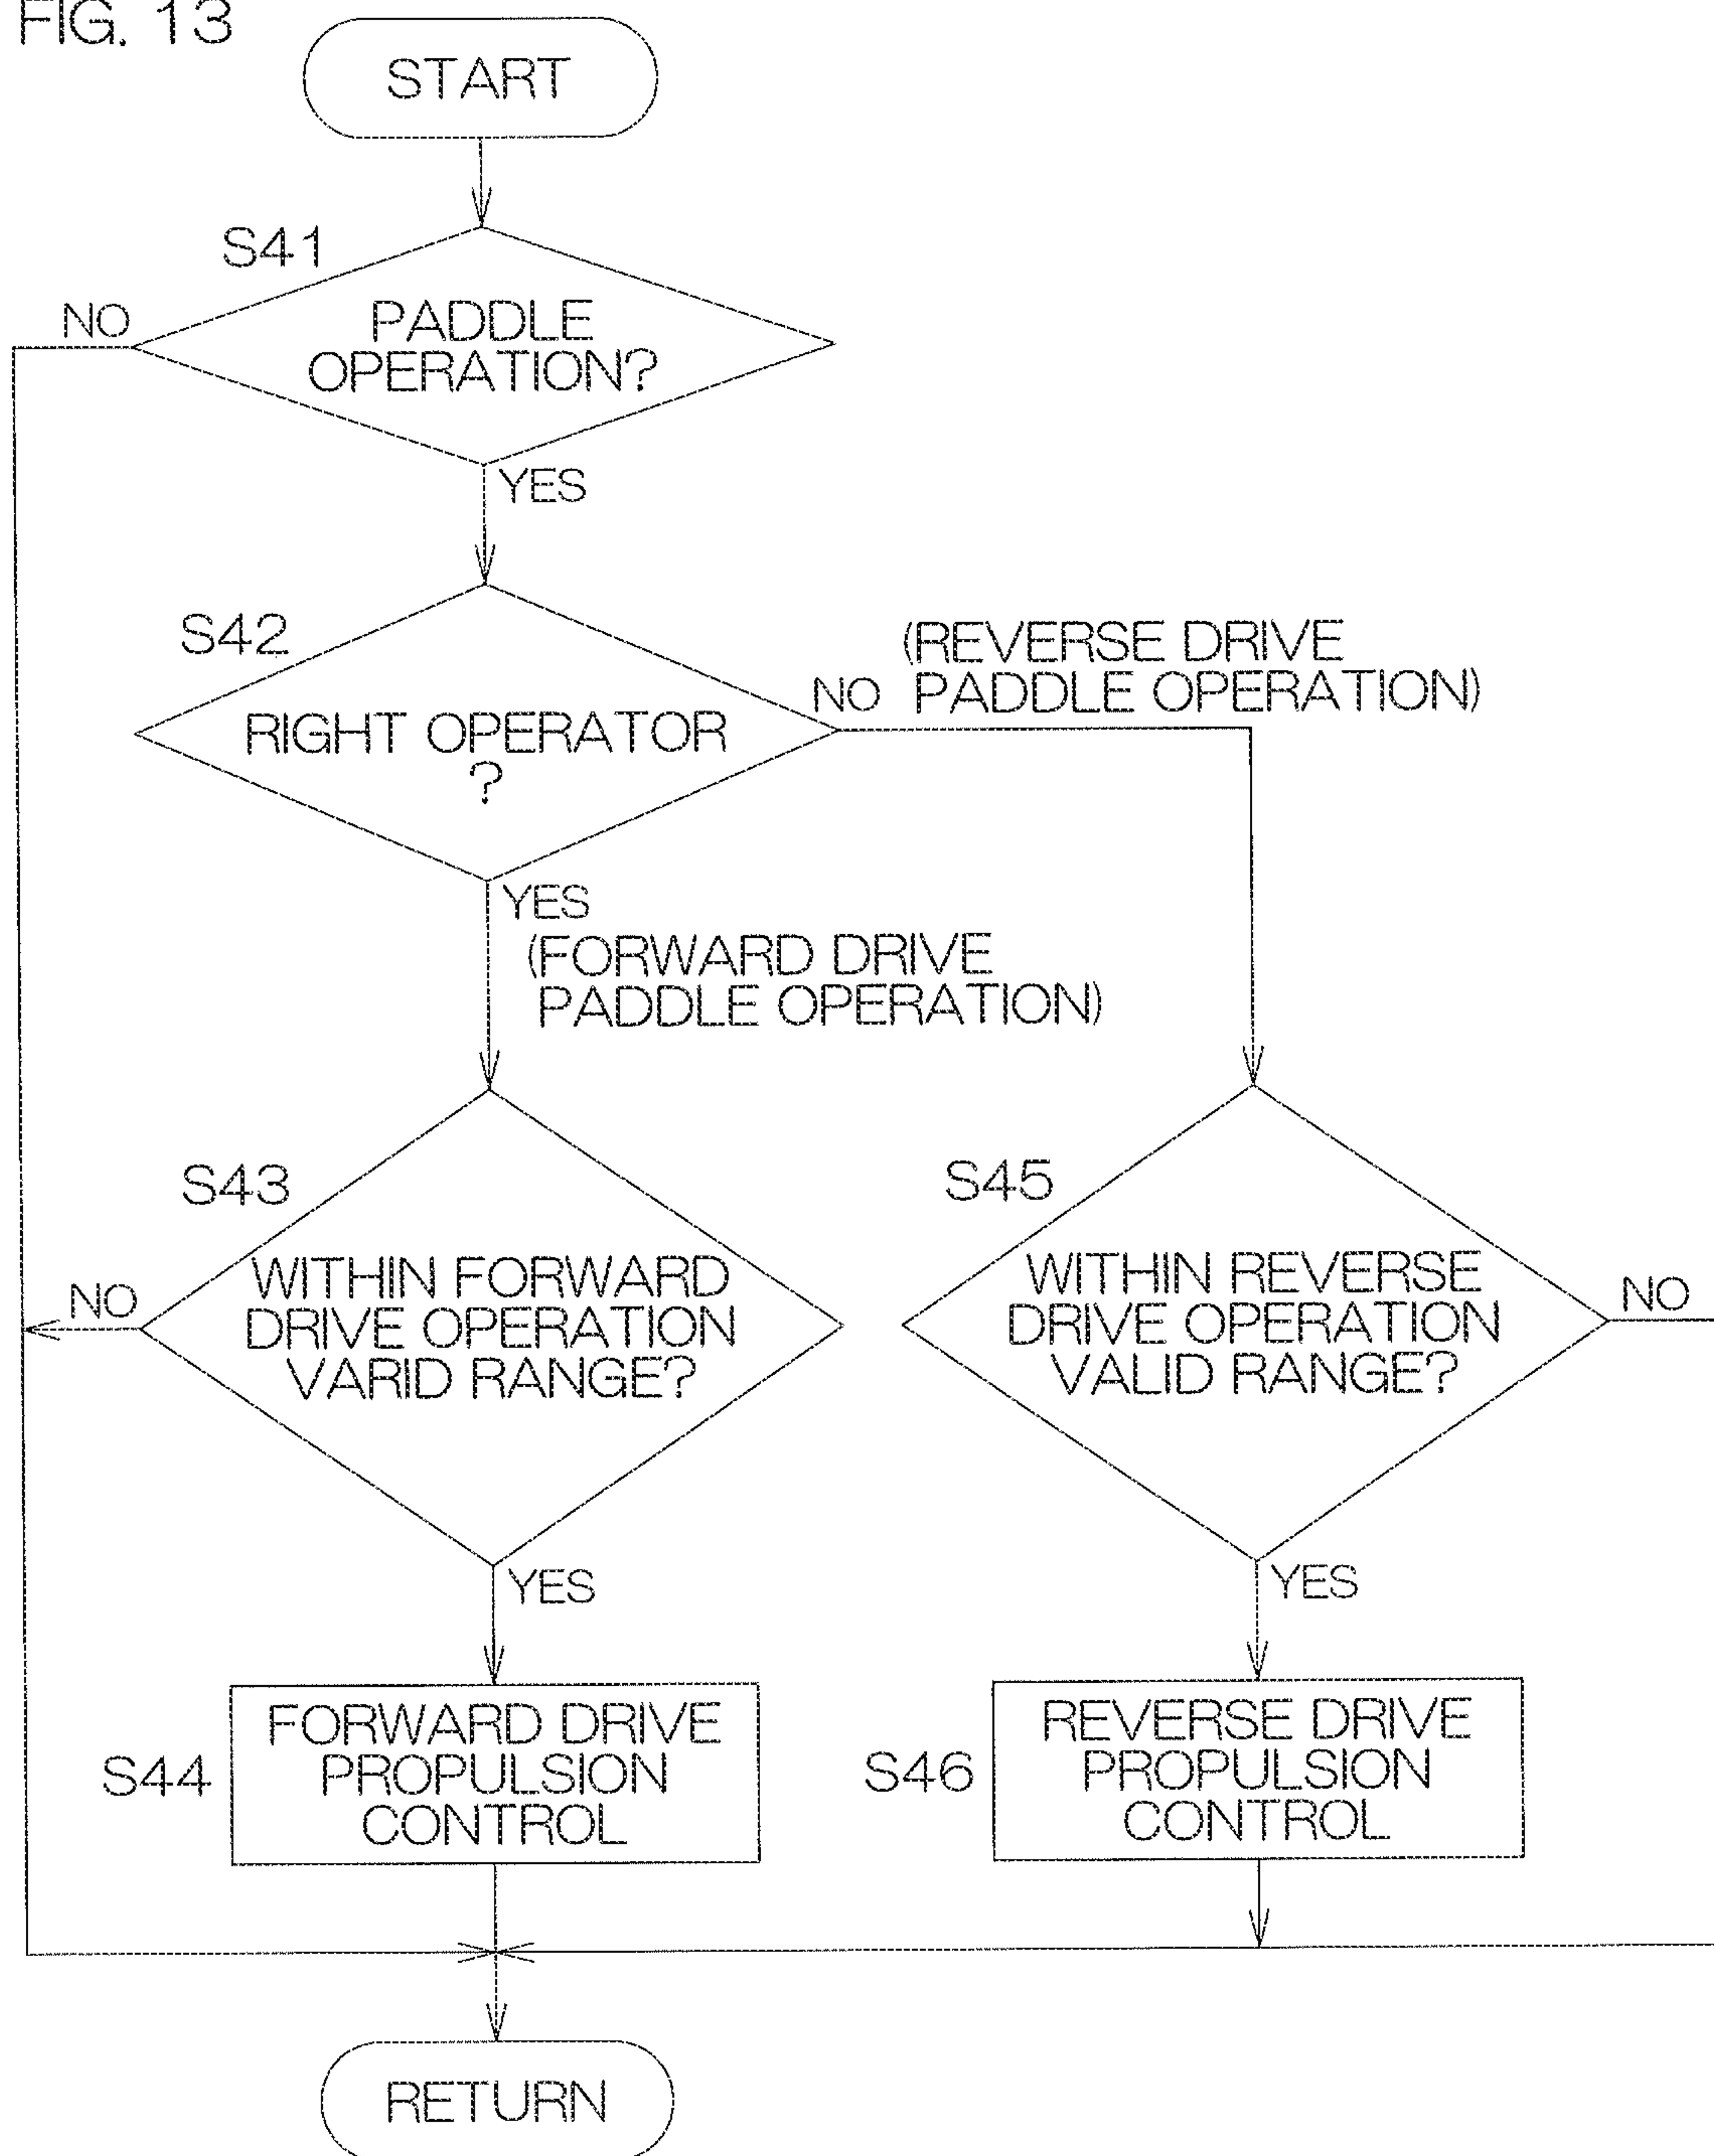 FIG. 13
START
S41
NO
PADDLE
OPERATION?
YES
S42
RIGHT OPERATOR
?
NO
(REVERSE DRIVE
PADDLE OPERATION)
YES
(FORWARD DRIVE
PADDLE OPERATION)
S43
NO
WITHIN FORWARD
DRIVE OPERATION
VARID RANGE?
YES
S45
WITHIN REVERSE
DRIVE OPERATION
VALID RANGE?
NO
YES
S44
FORWARD DRIVE
PROPULSION
CONTROL
S46
REVERSE DRIVE
PROPULSION
CONTROL
RETURN